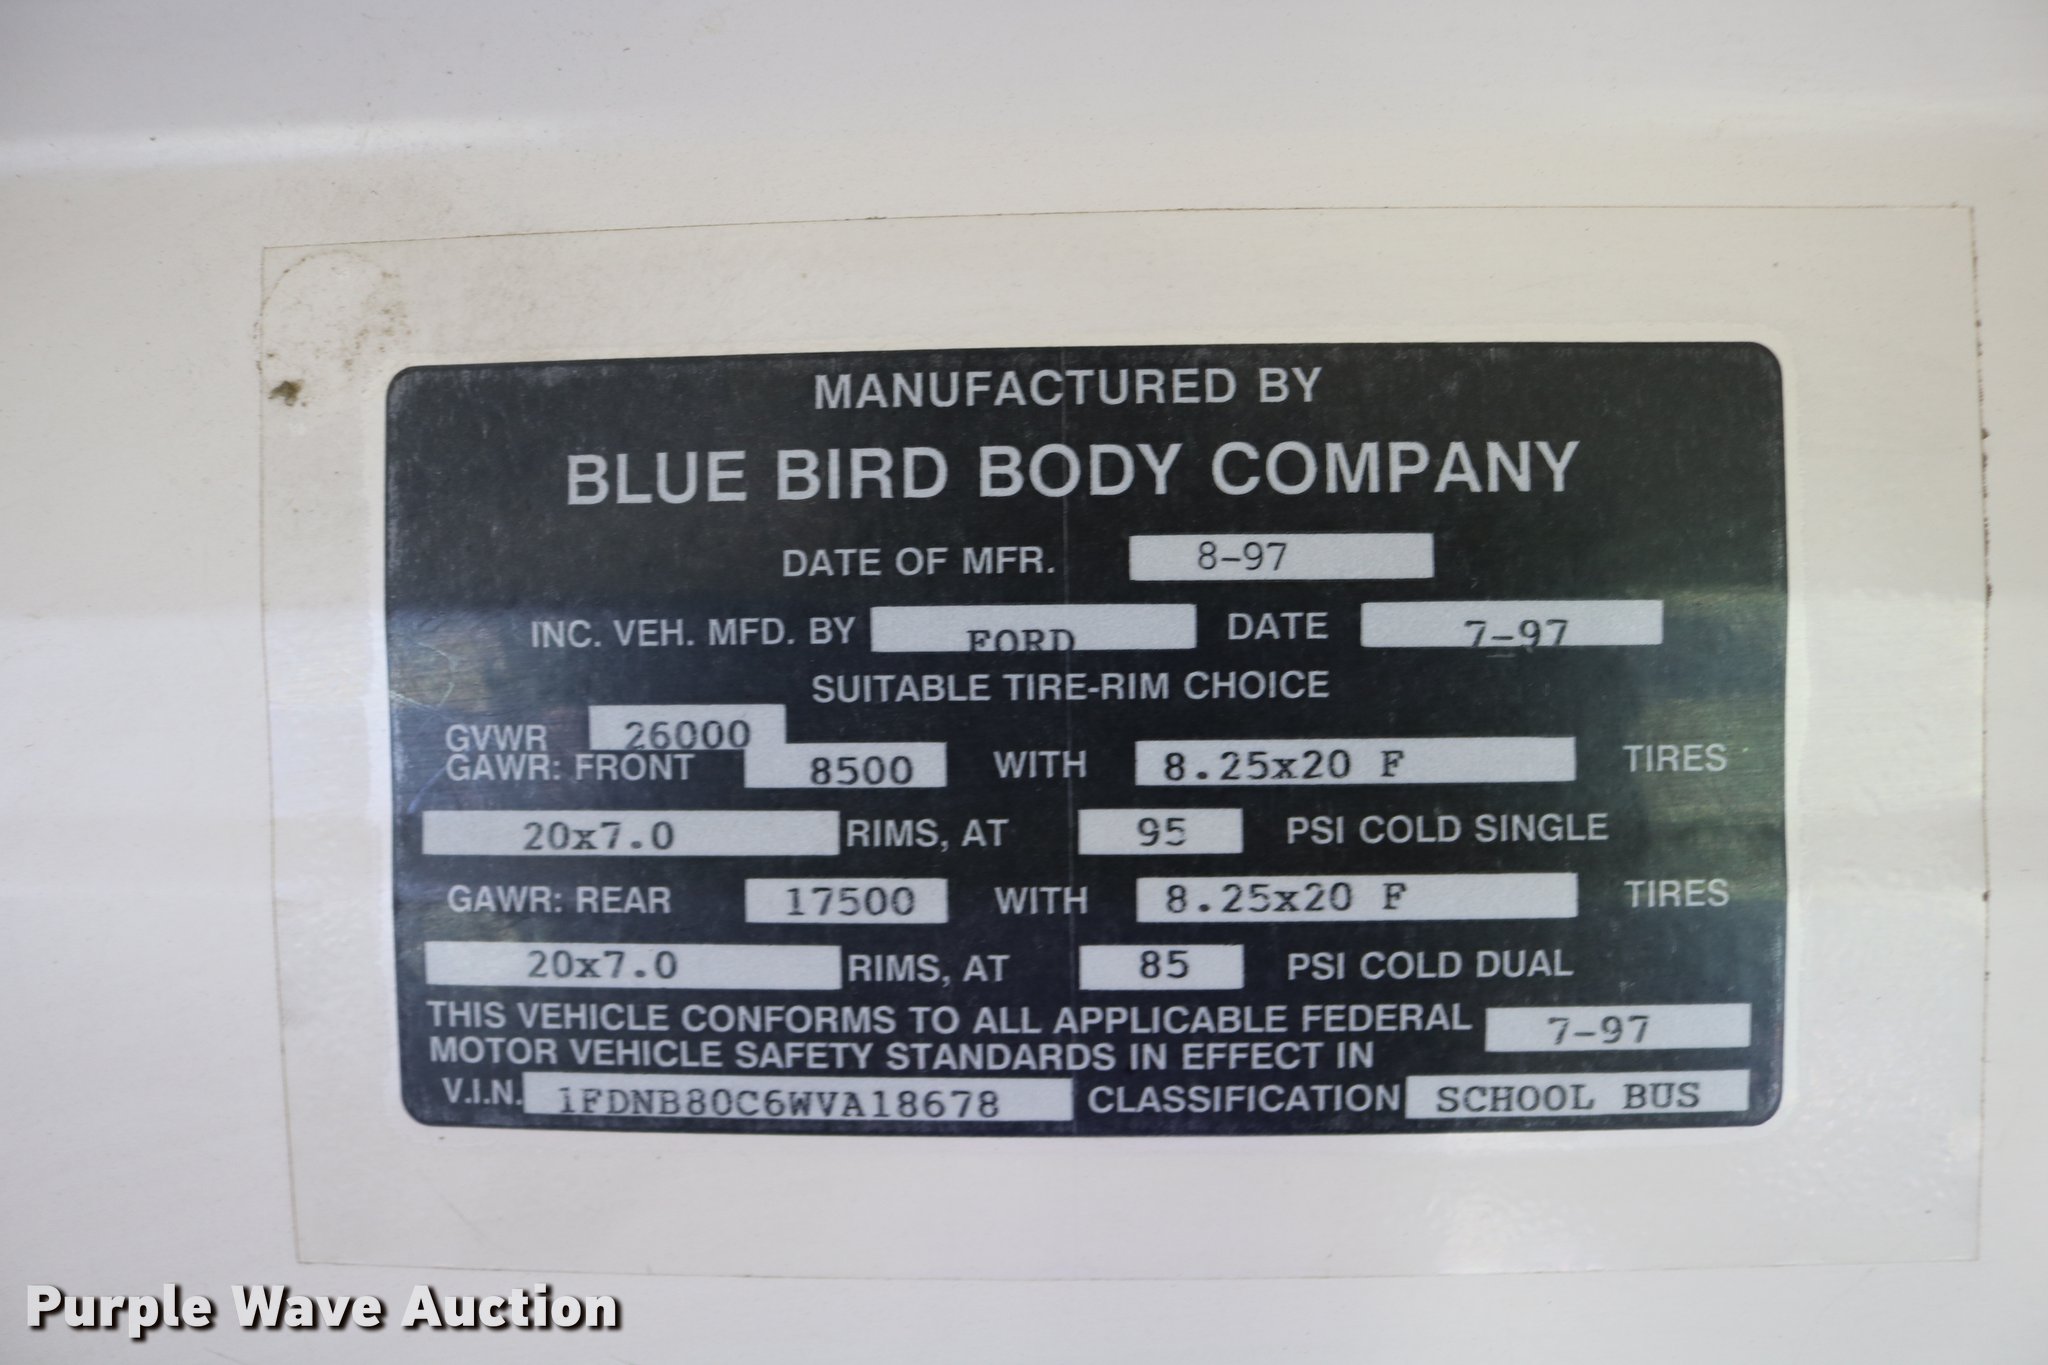 MANUFACTURED BY
BLUE BIRD BODY COMPANY
DATE OF MFR. 8-97
INC. VEH. MFD. BY FORD DATE 7-97
SUITABLE TIRE-RIM CHOICE
GVWR 26000
GAWR: FRONT 8500 WITH 8.25x20 F TIRES
20x7.0 RIMS, AT 95 PSI COLD SINGLE
GAWR: REAR 17500 WITH 8.25x20 F TIRES
20x7.0 RIMS, AT 85 PSI COLD DUAL
THIS VEHICLE CONFORMS TO ALL APPLICABLE FEDERAL
MOTOR VEHICLE SAFETY STANDARDS IN EFFECT IN 7-97
V.I.N. 1FDNB80C6WVA18678 CLASSIFICATION SCHOOL BUS
Purple Wave Auction